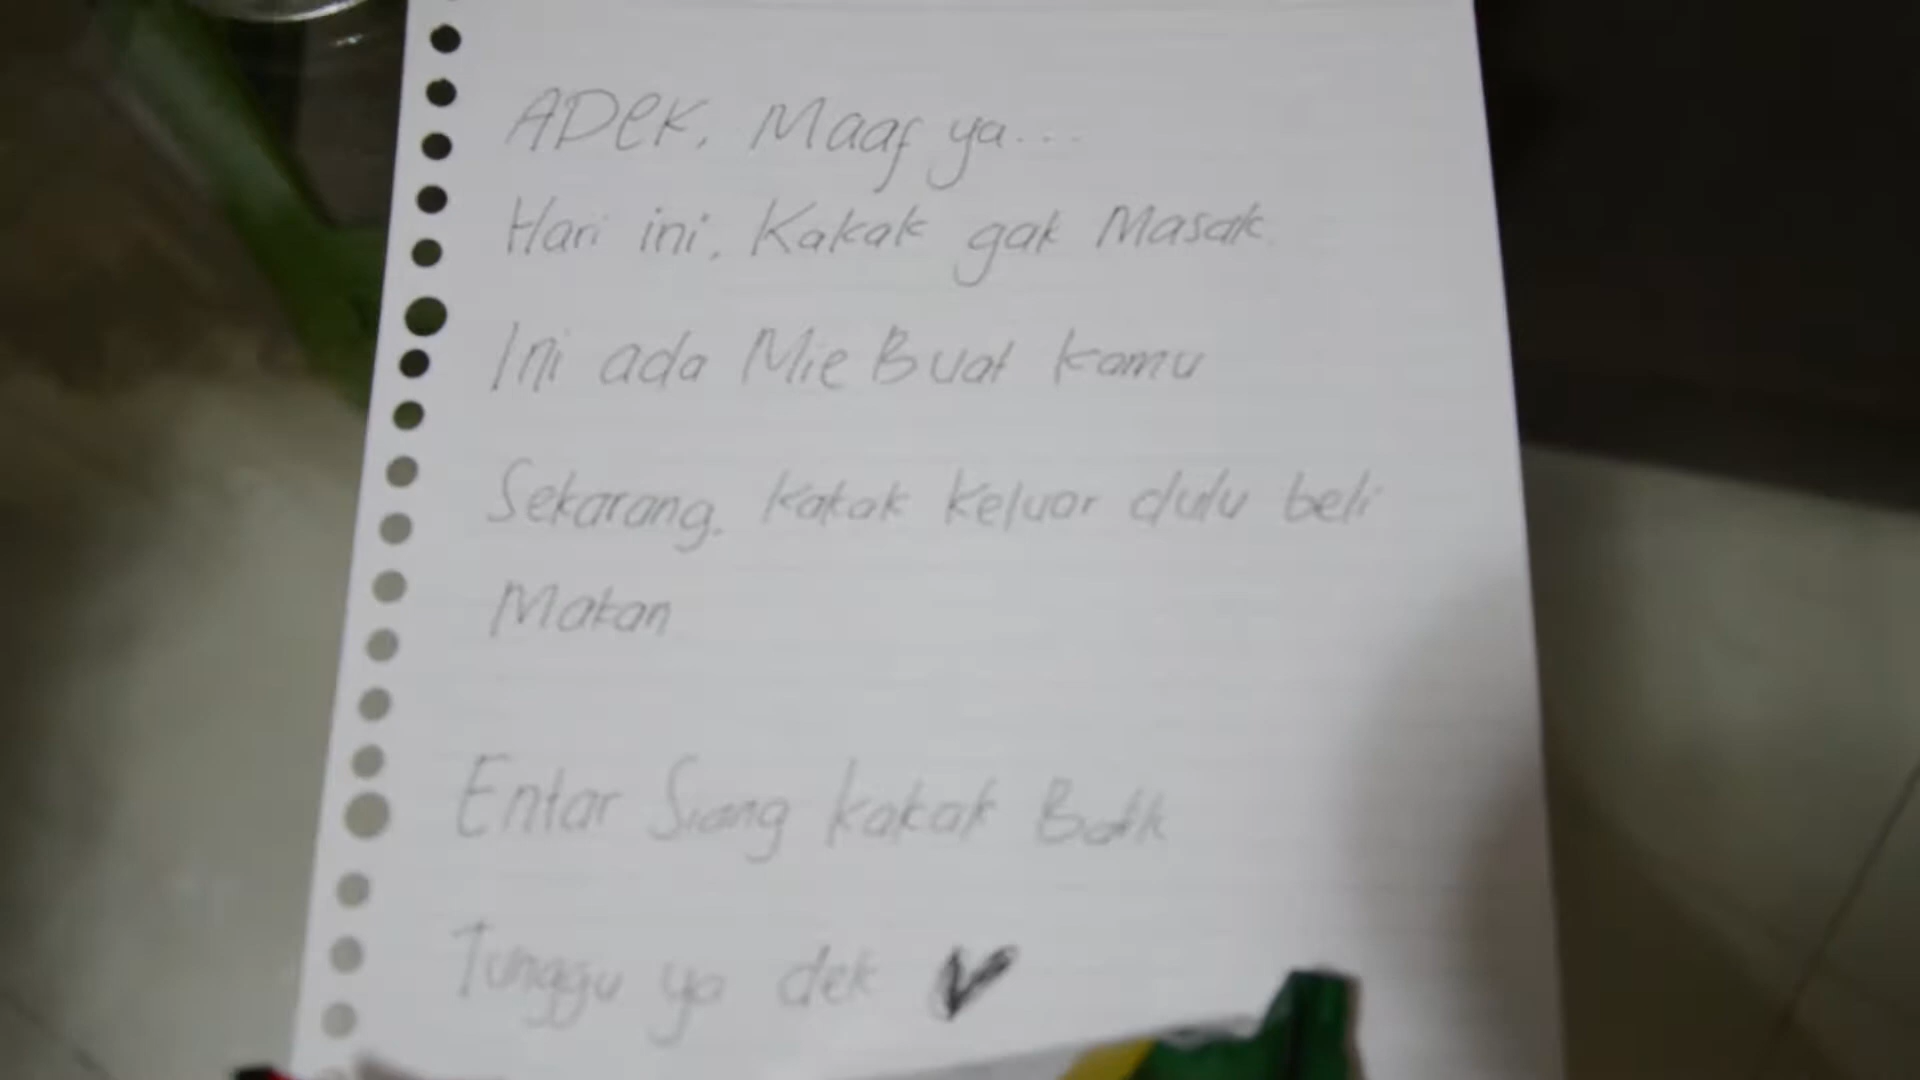 ADeK, Maaf ya...
Hari ini, Kakak gak Masak.
Ini ada Mie Buat kamu
Sekarang, Kakak Keluar dulu beli
Makan
Entar Siang kakak Balik
Tunggu ya dek